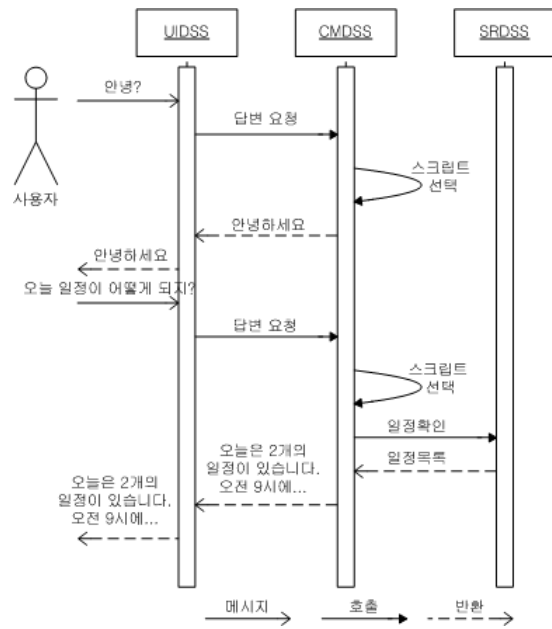 UIDSS
CMDSS
SRDSS
안녕?
답변 요청
사용자
스크립트
선택
안녕하세요
안녕하세요
오늘 일정이 어떻게 되지?
답변 요청
스크립트
선택
일정확인
일정목록
오늘은 2개의
일정이 있습니다.
오전 9시에...
오늘은 2개의
일정이 있습니다.
오전 9시에...
메시지
호출
반환